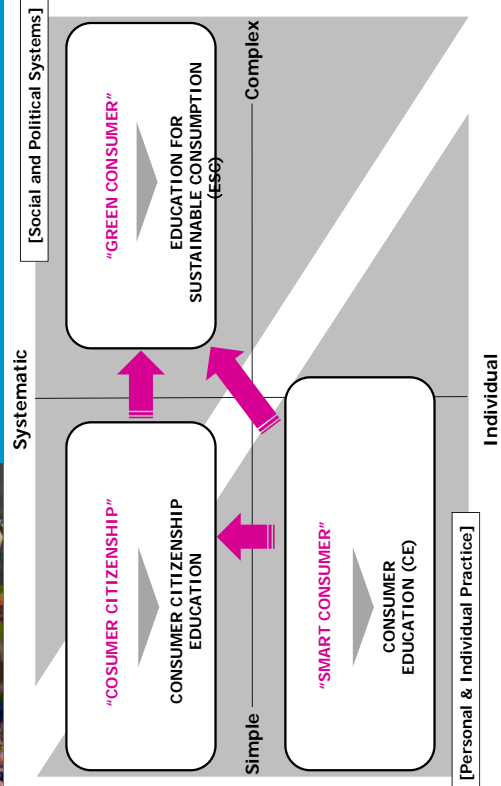 [Social and Political Systems]
Systematic
"COSUMER CITIZENSHIP"
CONSUMER CITIZENSHIP
EDUCATION
"GREEN CONSUMER"
EDUCATION FOR
SUSTAINABLE CONSUMPTION
(ESC)
Simple
Complex
"SMART CONSUMER"
CONSUMER
EDUCATION (CE)
[Personal & Individual Practice]
Individual